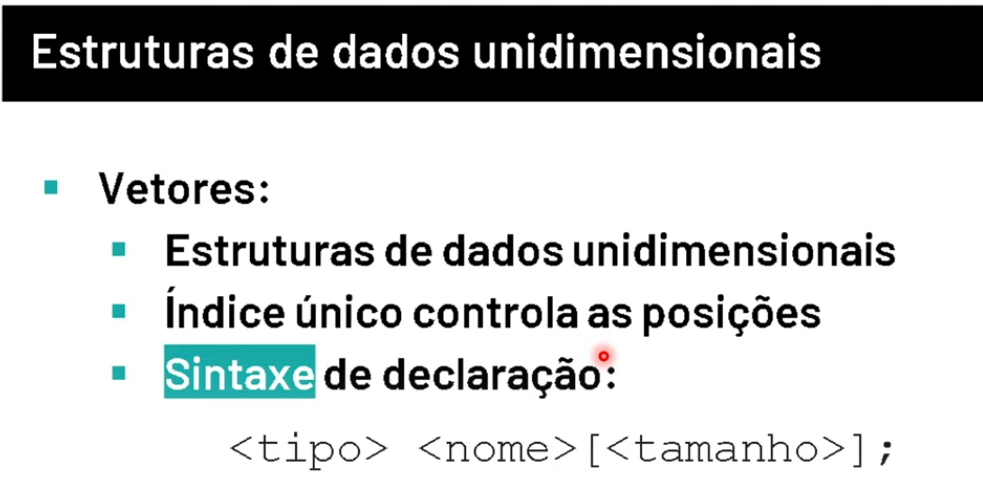 Estruturas de dados unidimensionais
Vetores:
Estruturas de dados unidimensionais
Índice único controla as posições
Sintaxe de declaração:
<tipo> <nome>[<tamanho>];